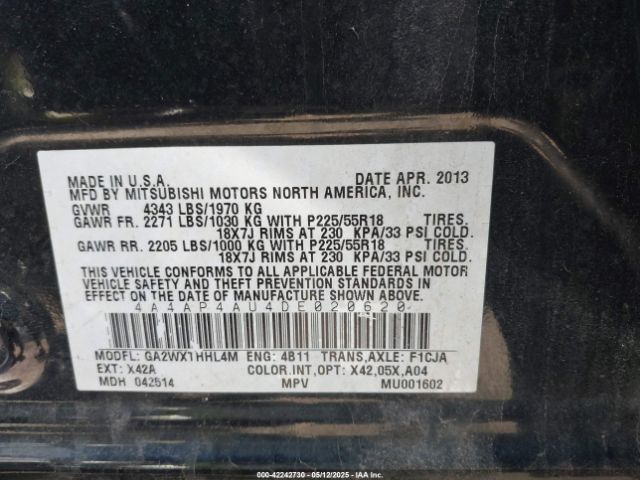 MADE IN U.S.A. DATE APR. 2013
MFD BY MITSUBISHI MOTORS NORTH AMERICA, INC.
GVWR 4343 LBS/1970 KG
GAWR FR. 2271 LBS/1030 KG WITH P225/55R18 TIRES,
18X7J RIMS AT 230 KPA/33 PSI COLD.
GAWR RR. 2205 LBS/1000 KG WITH P225/55R18 TIRES,
18X7J RIMS AT 230 KPA/33 PSI COLD.
THIS VEHICLE CONFORMS TO ALL APPLICABLE FEDERAL MOTOR
VEHICLE SAFETY AND THEFT PREVENTION STANDARDS IN
EFFECT ON THE DATE OF MANUFACTURE SHOWN ABOVE.
4A4AP4AU4DE020620
MODEL: GA2WX1HHL4M ENG: 4B11 TRANS,AXLE: F1CJA
EXT: X42A COLOR.INT,OPT: X42,05X,A04
MDH 042514 MPV MU001602
000-42242730 - 05/12/2025 - IAA Inc.